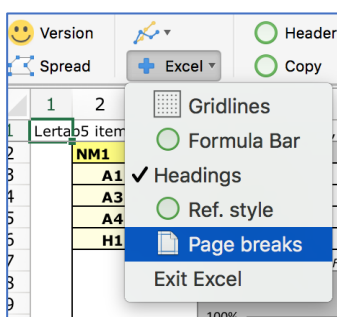 Version
Header
Spread
Excel
Copy
1 2
1 Lertab5 item
2 NM1
3 A1
4 A3
5 A4
6 H1
7
8
9
Gridlines
Formula Bar
Headings
Ref. style
Page breaks
Exit Excel
100%